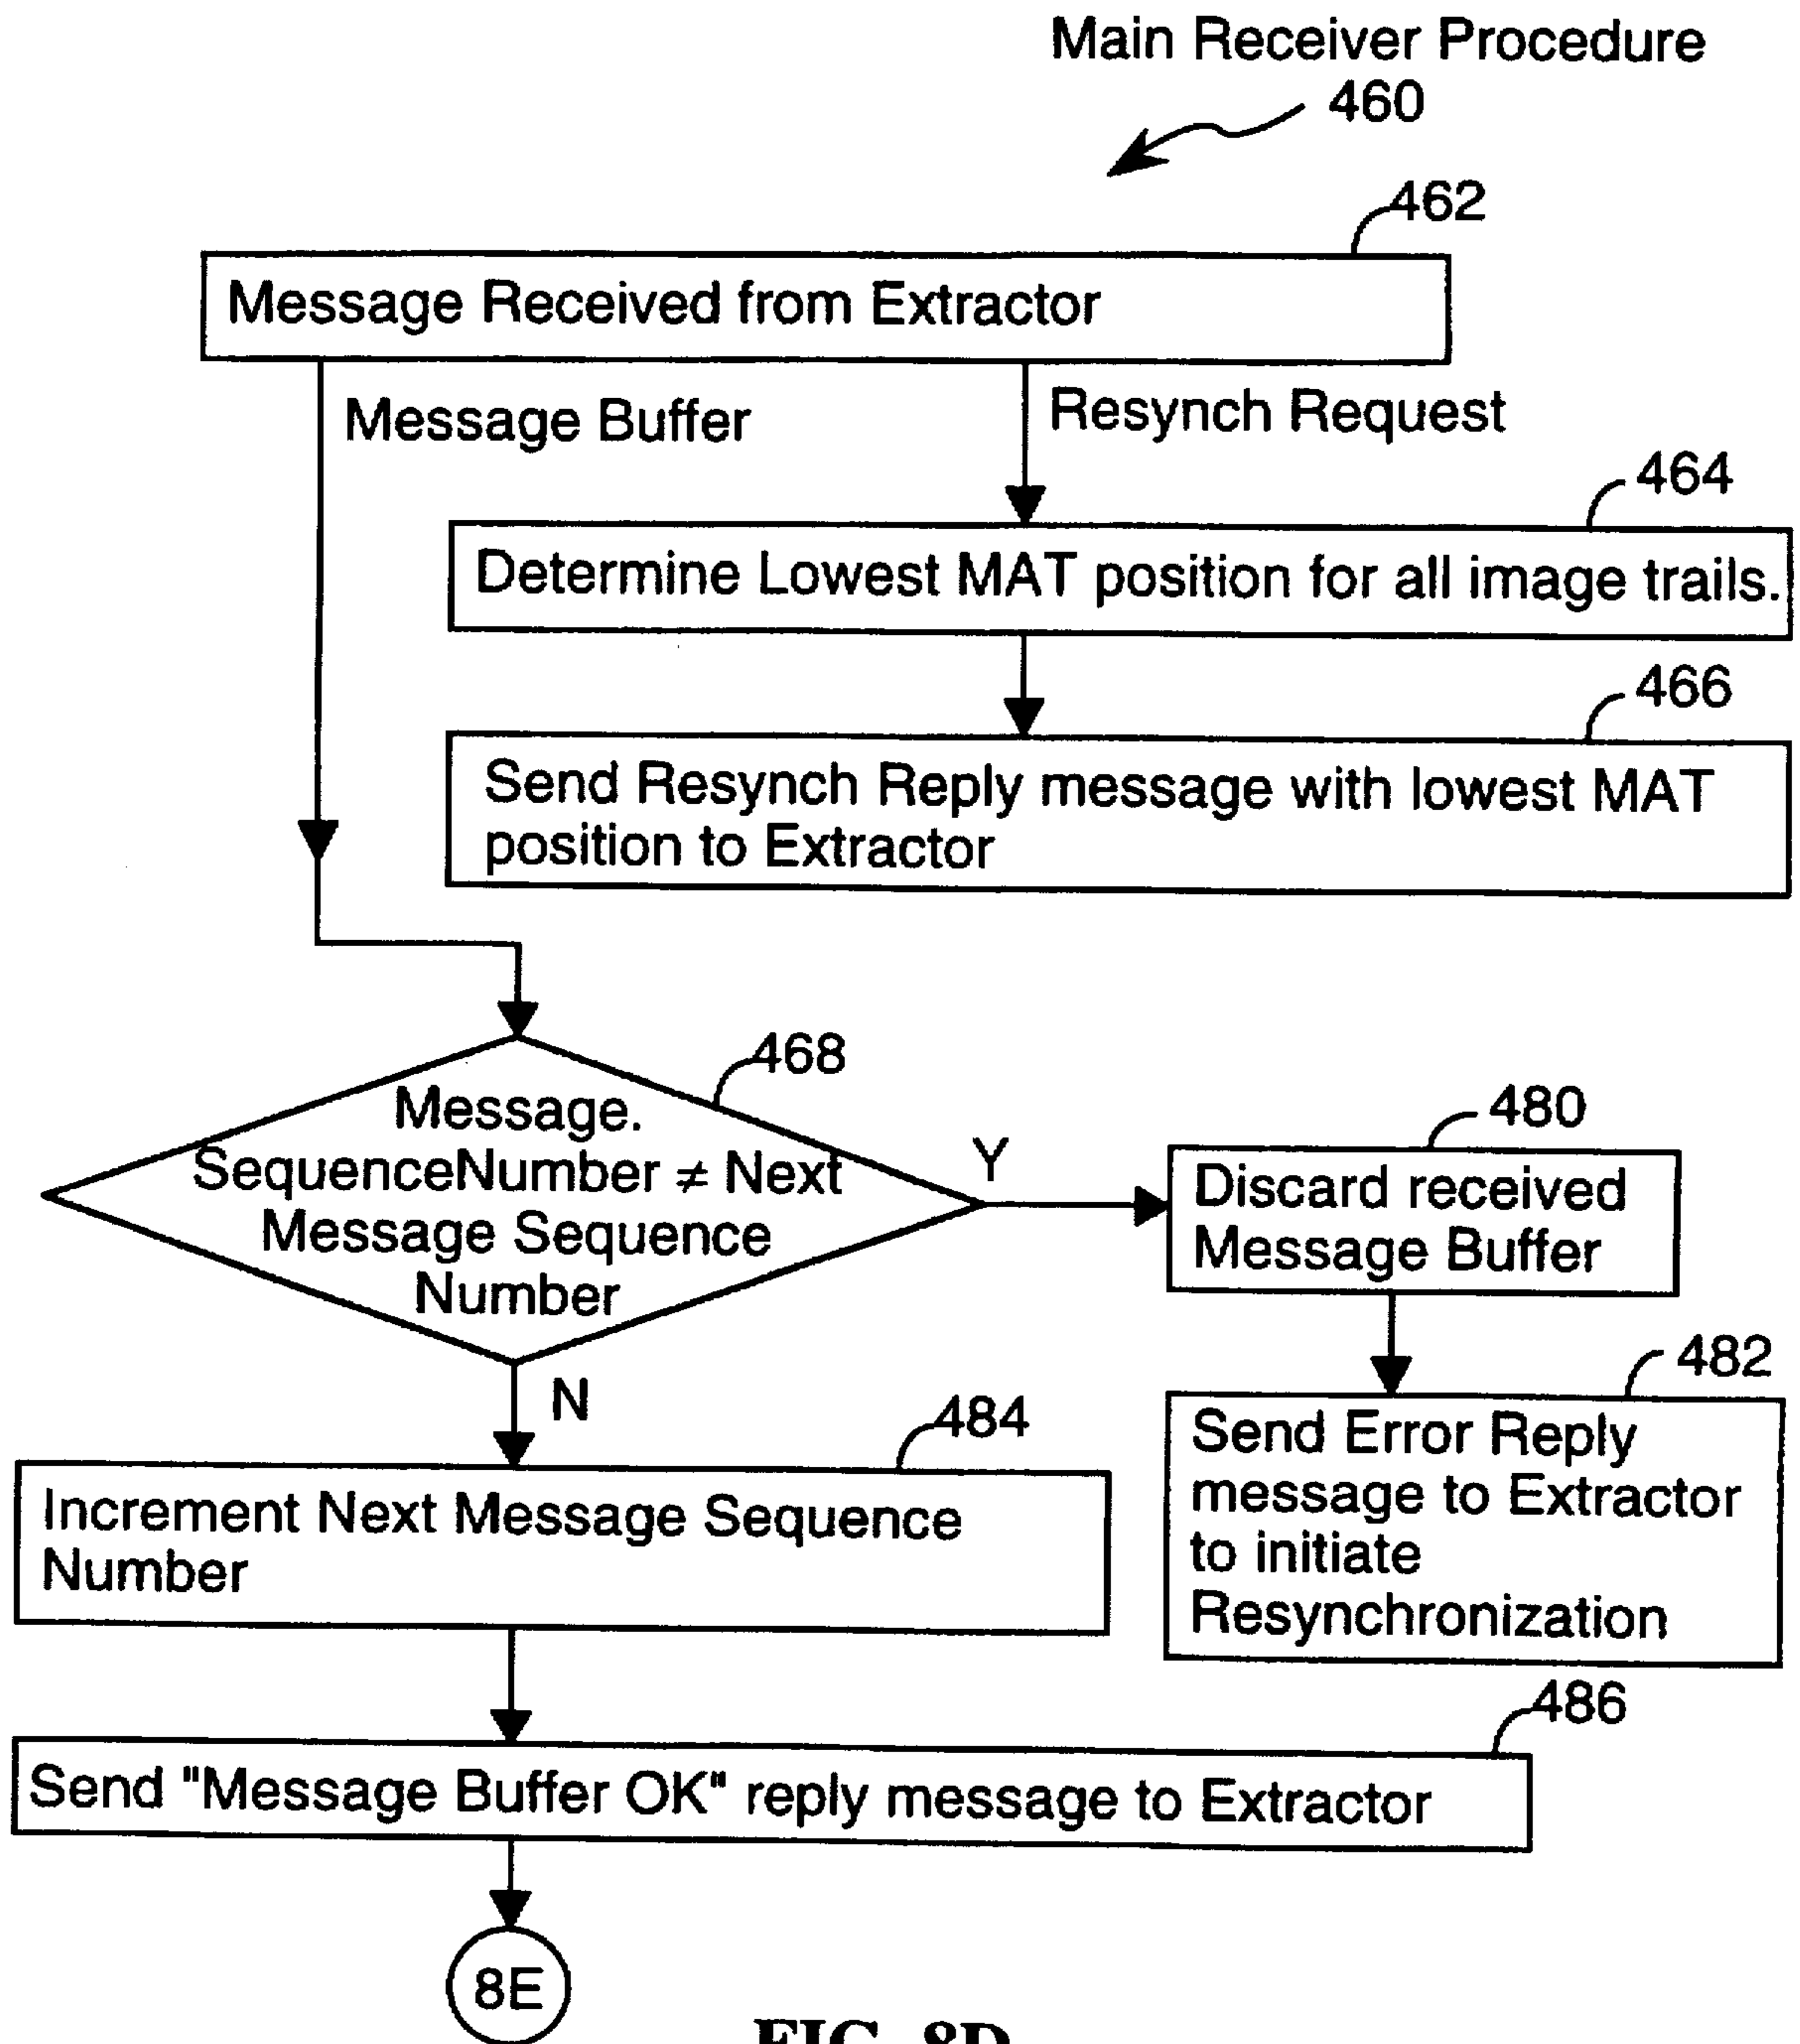 Main Receiver Procedure
460
462
Message Received from Extractor
Message Buffer
Resynch Request
464
Determine Lowest MAT position for all image trails.
466
Send Resynch Reply message with lowest MAT
position to Extractor
468
Message.
SequenceNumber ≠ Next
Message Sequence
Number
Y
480
Discard received
Message Buffer
482
Send Error Reply
message to Extractor
to initiate
Resynchronization
N
484
Increment Next Message Sequence
Number
486
Send "Message Buffer OK" reply message to Extractor
8E
FIG. 8D